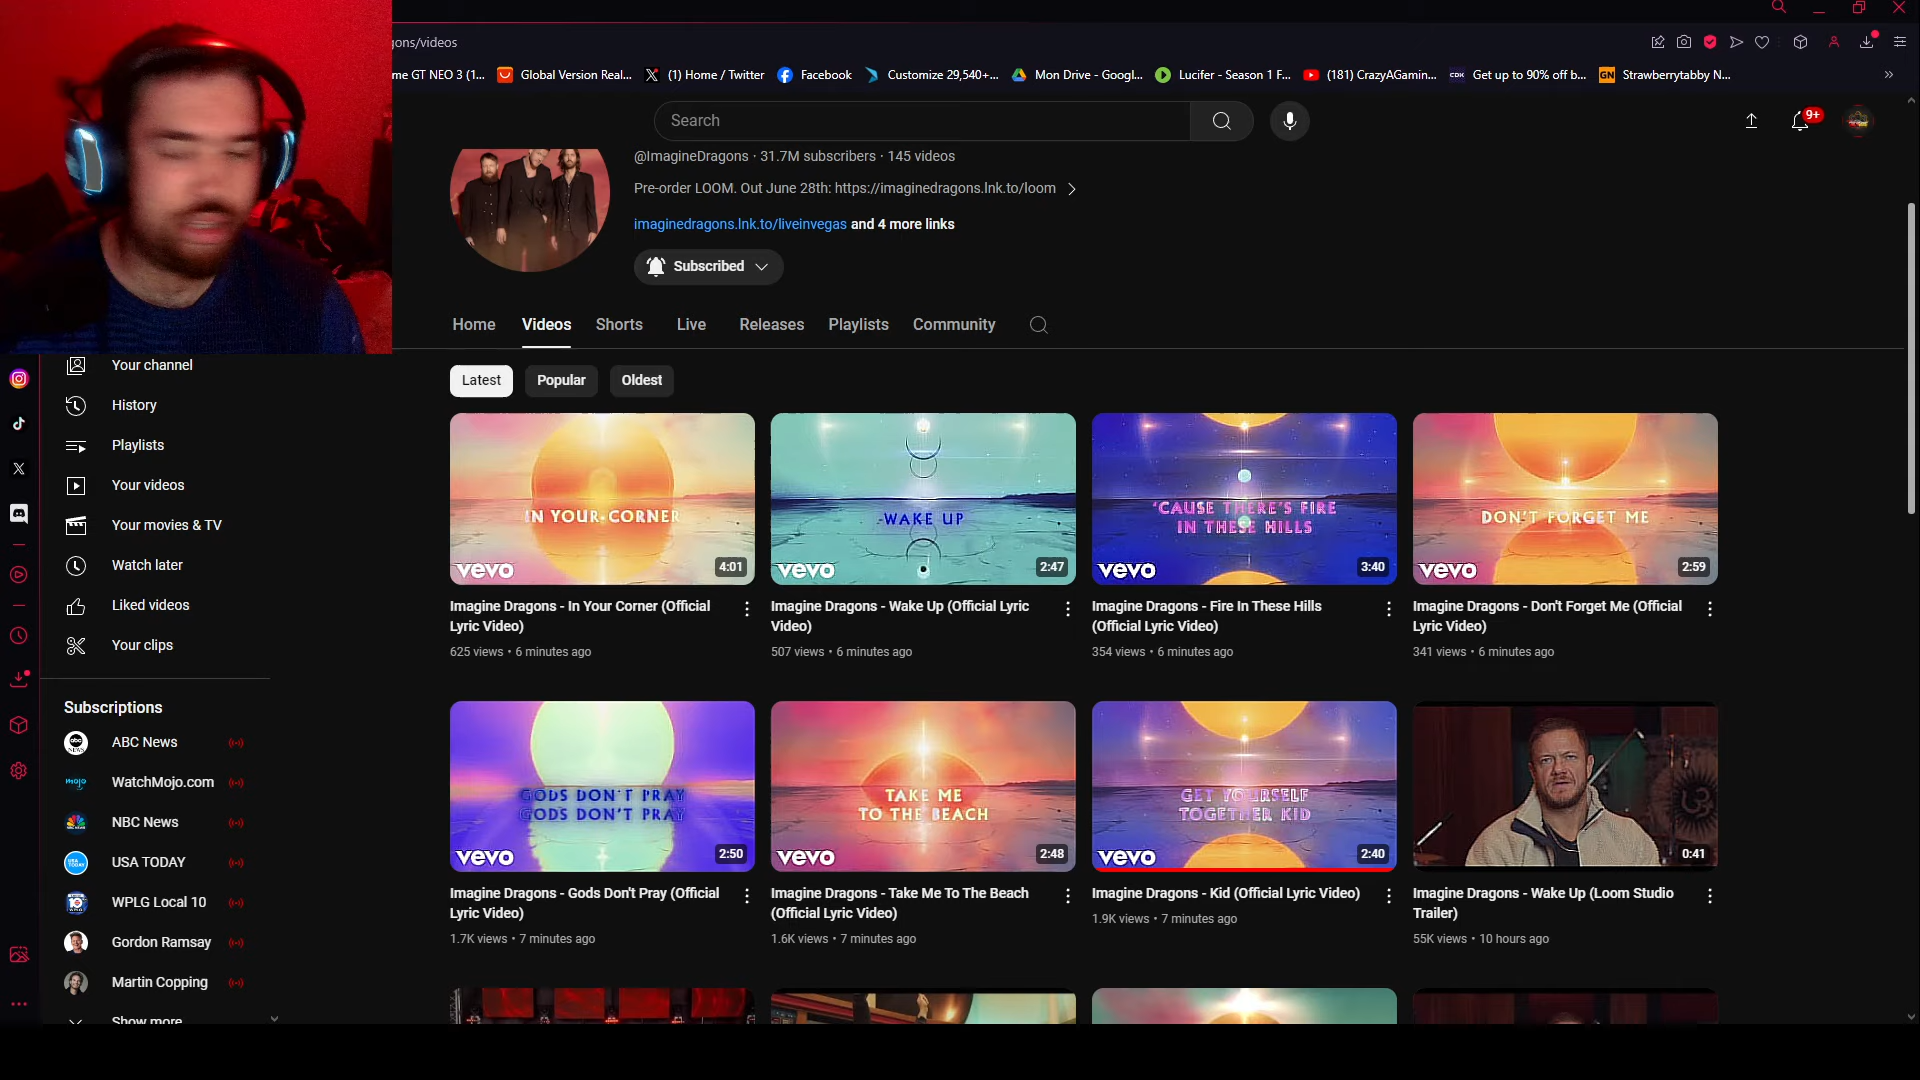 ons/videos
me GT NEO 3 (1...
Global Version Real...
(1) Home / Twitter
Facebook
Customize 29,540+...
Mon Drive - Googl...
Lucifer - Season 1 F...
(181) CrazyAGamin...
CDK
Get up to 90% off b...
GN
Strawberrytabby N...
Search
9+
@ImagineDragons · 31.7M subscribers · 145 videos
Pre-order LOOM. Out June 28th: https://imaginedragons.lnk.to/loom
imaginedragons.lnk.to/liveinvegas and 4 more links
Subscribed
Home
Videos
Shorts
Live
Releases
Playlists
Community
Your channel
History
Playlists
Your videos
Your movies & TV
Watch later
Liked videos
Your clips
Subscriptions
ABC News
WatchMojo.com
NBC News
USA TODAY
WPLG Local 10
Gordon Ramsay
Martin Copping
Show more
Latest
Popular
Oldest
IN YOUR CORNER
vevo
4:01
WAKE UP
vevo
2:47
'CAUSE THERE'S FIRE
IN THESE HILLS
vevo
3:40
DON'T FORGET ME
vevo
2:59
Imagine Dragons - In Your Corner (Official
Lyric Video)
625 views • 6 minutes ago
Imagine Dragons - Wake Up (Official Lyric
Video)
507 views • 6 minutes ago
Imagine Dragons - Fire In These Hills
(Official Lyric Video)
354 views • 6 minutes ago
Imagine Dragons - Don't Forget Me (Official
Lyric Video)
341 views • 6 minutes ago
GODS DON'T PRAY
GODS DON'T PRAY
vevo
2:50
TAKE ME
TO THE BEACH
vevo
2:48
GET YOURSELF
TOGETHER KID
vevo
2:40
0:41
Imagine Dragons - Gods Don't Pray (Official
Lyric Video)
1.7K views • 7 minutes ago
Imagine Dragons - Take Me To The Beach
(Official Lyric Video)
1.6K views • 7 minutes ago
Imagine Dragons - Kid (Official Lyric Video)
1.9K views • 7 minutes ago
Imagine Dragons - Wake Up (Loom Studio
Trailer)
55K views • 10 hours ago